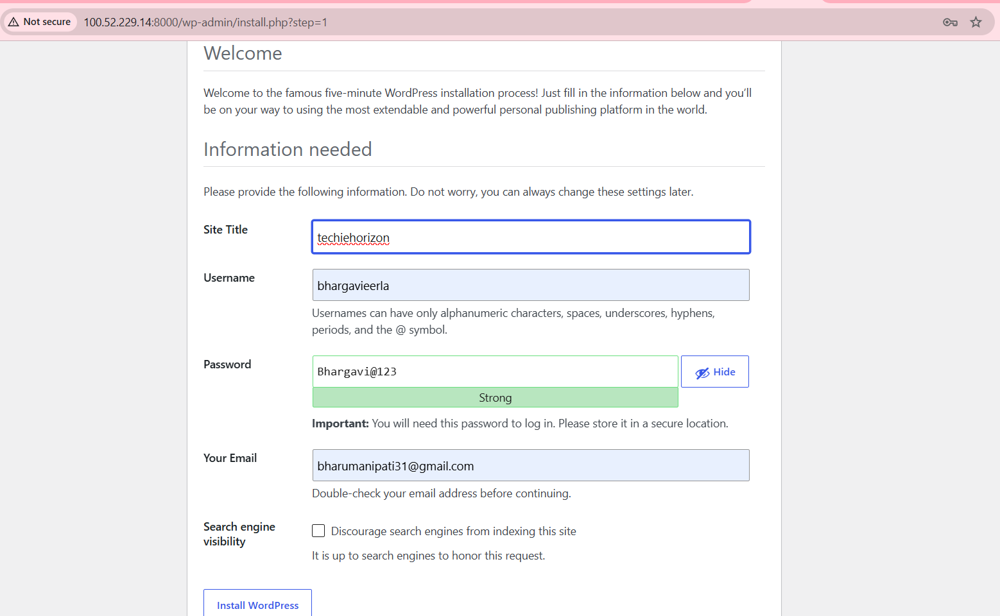 Not secure 100.52.229.14:8000/wp-admin/install.php?step=1
Welcome
Welcome to the famous five-minute WordPress installation process! Just fill in the information below and you’ll
be on your way to using the most extendable and powerful personal publishing platform in the world.
Information needed
Please provide the following information. Do not worry, you can always change these settings later.
Site Title
techiehorizon
Username
bhargavieerla
Usernames can have only alphanumeric characters, spaces, underscores, hyphens,
periods, and the @ symbol.
Password
Bhargavi@123
Hide
Strong
Important: You will need this password to log in. Please store it in a secure location.
Your Email
bharumanipati31@gmail.com
Double-check your email address before continuing.
Search engine
visibility
Discourage search engines from indexing this site
It is up to search engines to honor this request.
Install WordPress